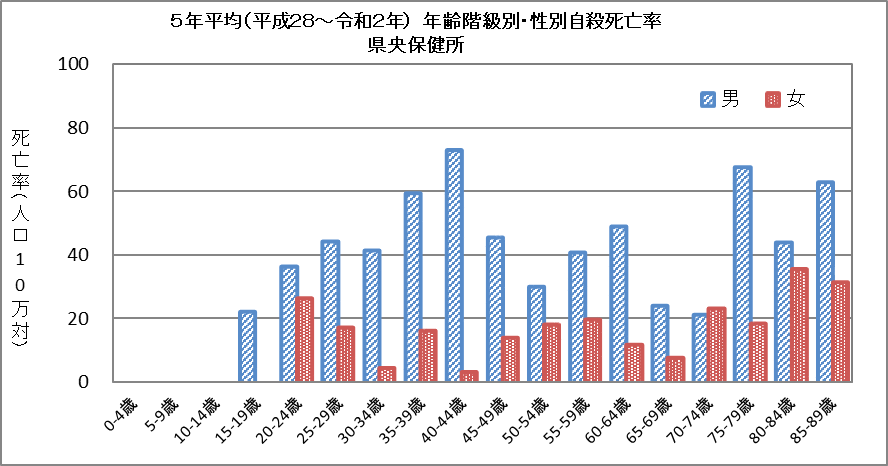 ５年平均（平成28～令和2年） 年齢階級別・性別自殺死亡率
県央保健所
100
80
60
40
20
0
死亡率（人口１０万対）
男
女
0-4歳
5-9歳
10-14歳
15-19歳
20-24歳
25-29歳
30-34歳
35-39歳
40-44歳
45-49歳
50-54歳
55-59歳
60-64歳
65-69歳
70-74歳
75-79歳
80-84歳
85-89歳